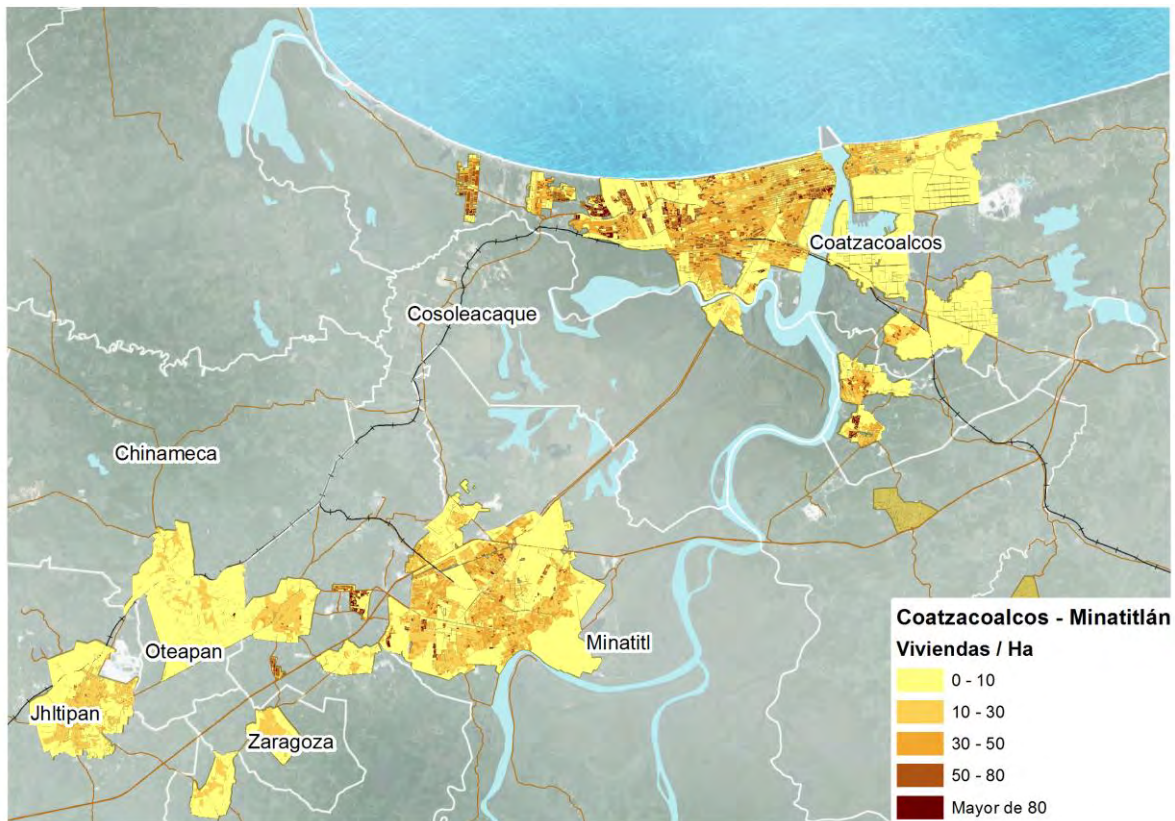 Coatzacoalcos
Cosoleacaque
Chinameca
Oteapan
Minatitl
Jhltipan
Zaragoza
Coatzacoalcos - Minatitlán
Viviendas / Ha
0 - 10
10 - 30
30 - 50
50 - 80
Mayor de 80